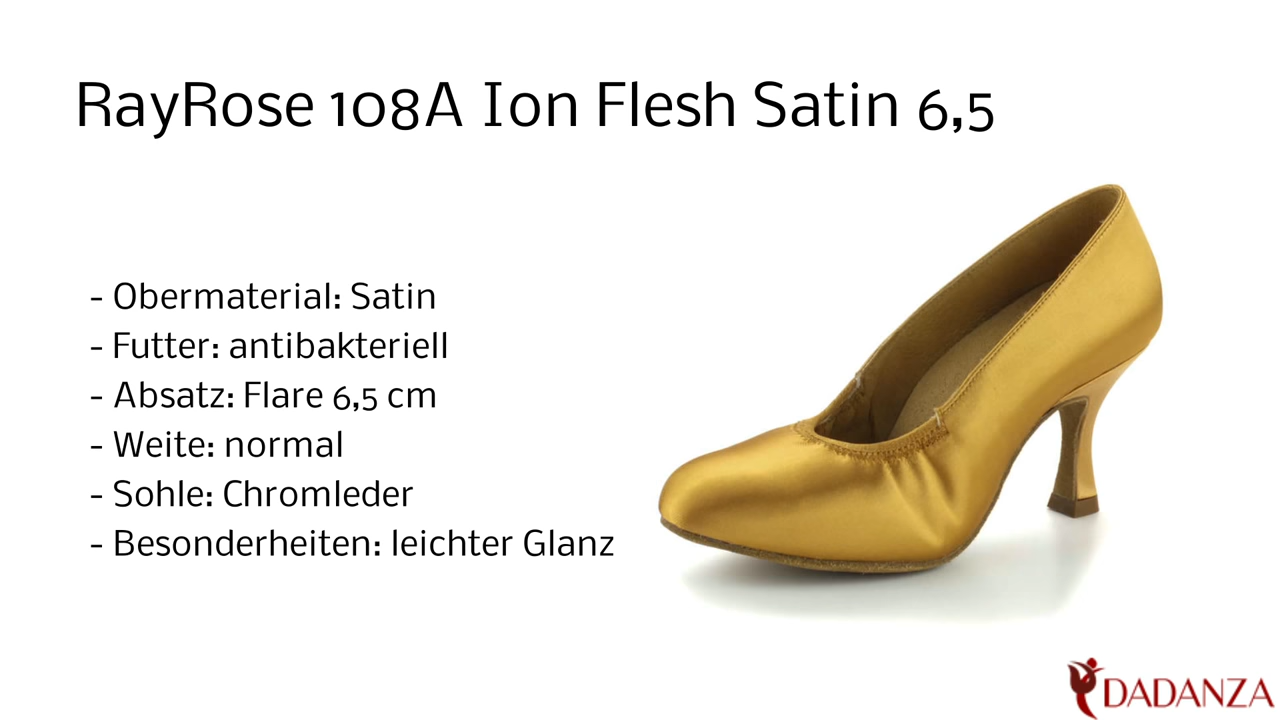 RayRose 108A Ion Flesh Satin 6,5
- Obermaterial: Satin
- Futter: antibakteriell
- Absatz: Flare 6,5 cm
- Weite: normal
- Sohle: Chromleder
- Besonderheiten: leichter Glanz
DADANZA